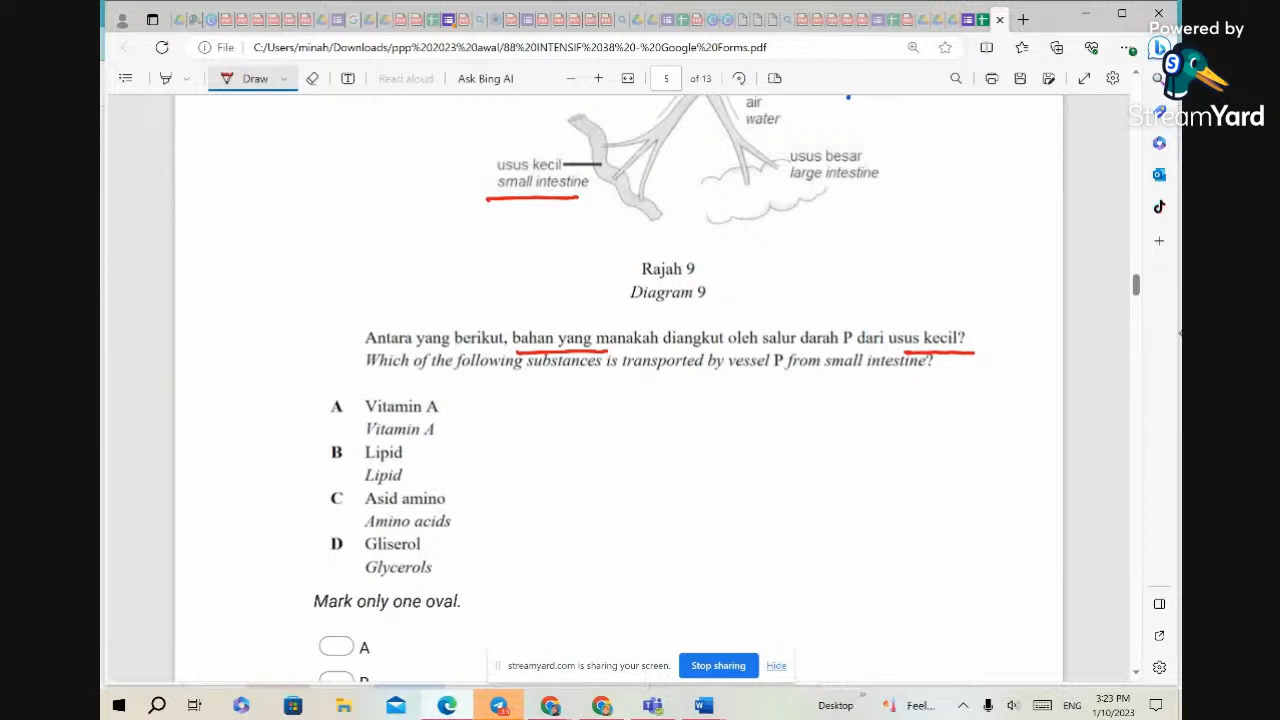 Powered by
StreamYard
File C:/Users/minah/Downloads/ppp%202023%20awal/88%20INTENSIF%2038%20-%20Google%20Forms.pdf
Draw Read aloud Ask Bing AI 5 of 13
air
water
usus kecil
small intestine
usus besar
large intestine
Rajah 9
Diagram 9
Antara yang berikut, bahan yang manakah diangkut oleh salur darah P dari usus kecil?
Which of the following substances is transported by vessel P from small intestine?
A Vitamin A
Vitamin A
B Lipid
Lipid
C Asid amino
Amino acids
D Gliserol
Glycerols
Mark only one oval.
A
streamyard.com is sharing your screen. Stop sharing Hide
Desktop Feel... ENG 3:23 PM
1/10/2023